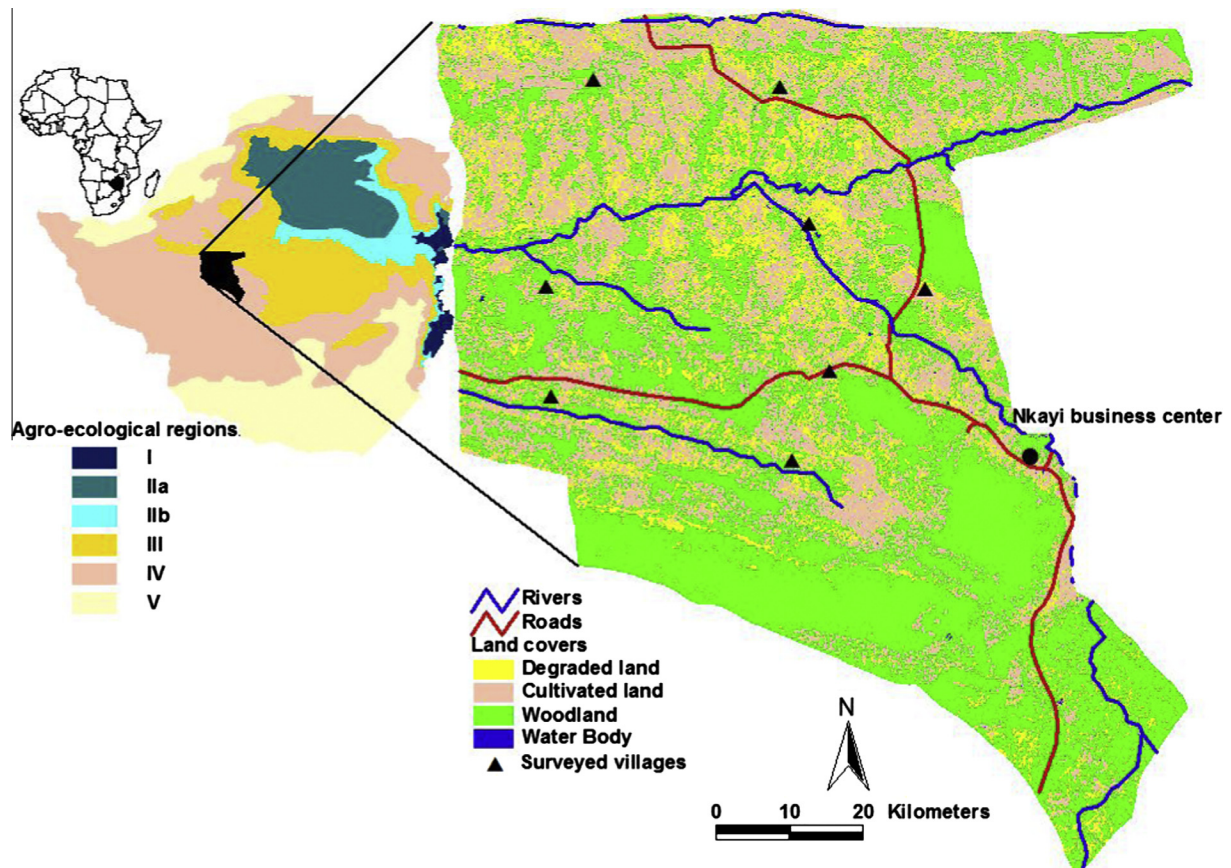 Nkayi business center
Agro-ecological regions
I
IIa
IIb
III
IV
V
Rivers
Roads
Land covers
Degraded land
Cultivated land
Woodland
Water Body
Surveyed villages
N
0 10 20 Kilometers